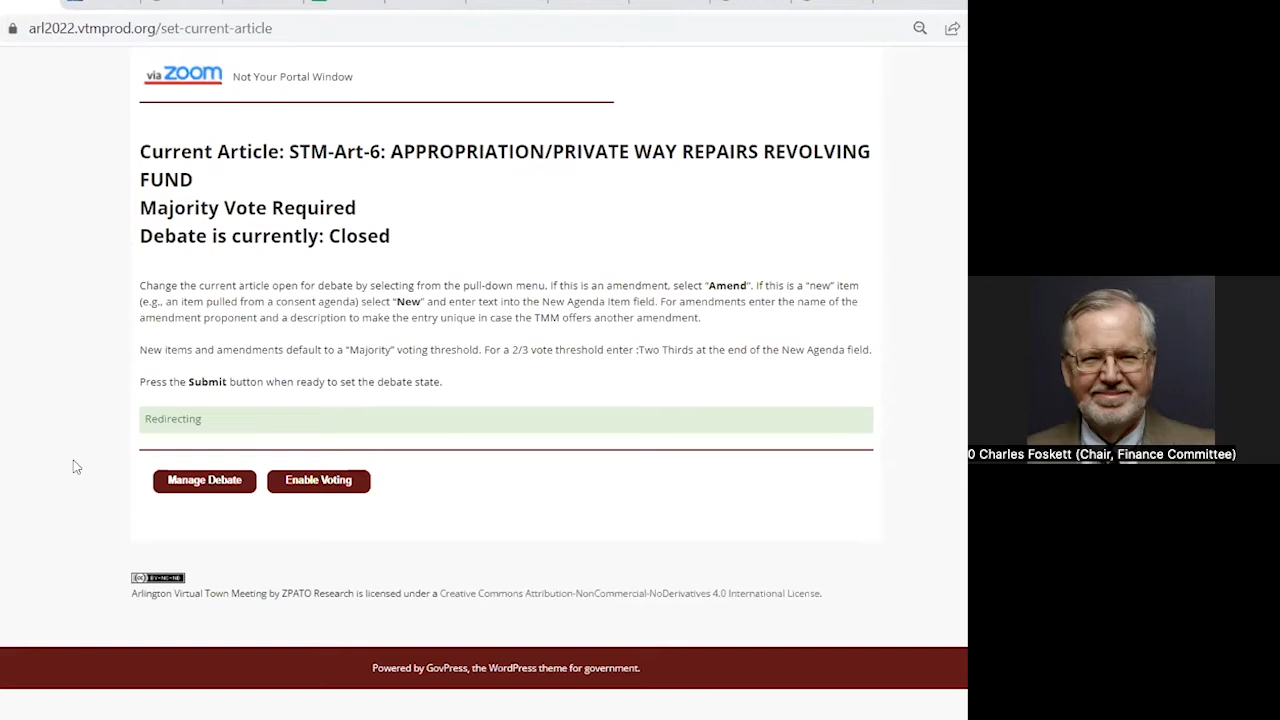 arl2022.vtmprod.org/set-current-article
via zoom Not Your Portal Window
Current Article: STM-Art-6: APPROPRIATION/PRIVATE WAY REPAIRS REVOLVING
FUND
Majority Vote Required
Debate is currently: Closed
Change the current article open for debate by selecting from the pull-down menu. If this is an amendment, select "Amend". If this is a "new" item
(e.g., an item pulled from a consent agenda) select "New" and enter text into the New Agenda Item field. For amendments enter the name of the
amendment proponent and a description to make the entry unique in case the TMM offers another amendment.
New items and amendments default to a "Majority" voting threshold. For a 2/3 vote threshold enter :Two Thirds at the end of the New Agenda field.
Press the Submit button when ready to set the debate state.
Redirecting
Manage Debate Enable Voting
0 Charles Foskett (Chair, Finance Committee)
cc BY-NC-ND
Arlington Virtual Town Meeting by ZPATO Research is licensed under a Creative Commons Attribution-NonCommercial-NoDerivatives 4.0 International License.
Powered by GovPress, the WordPress theme for government.